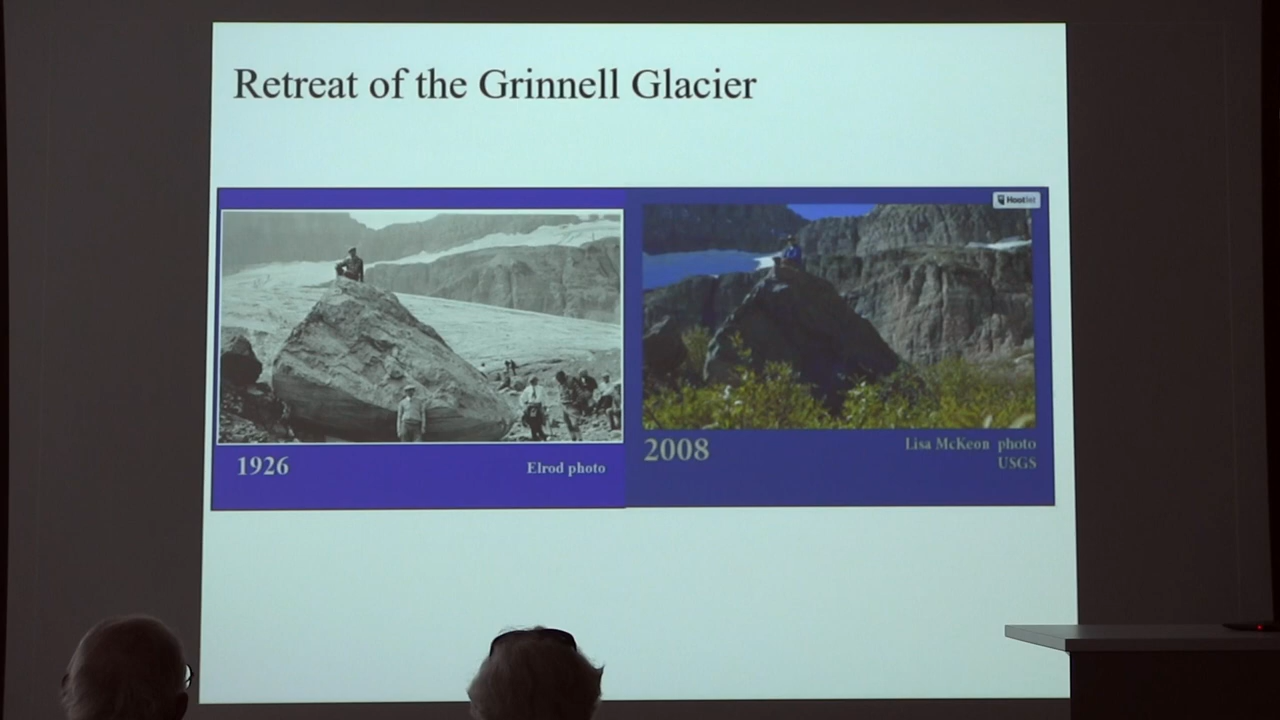 Retreat of the Grinnell Glacier
1926
Elrod photo
2008
Lisa McKeon photo
USGS